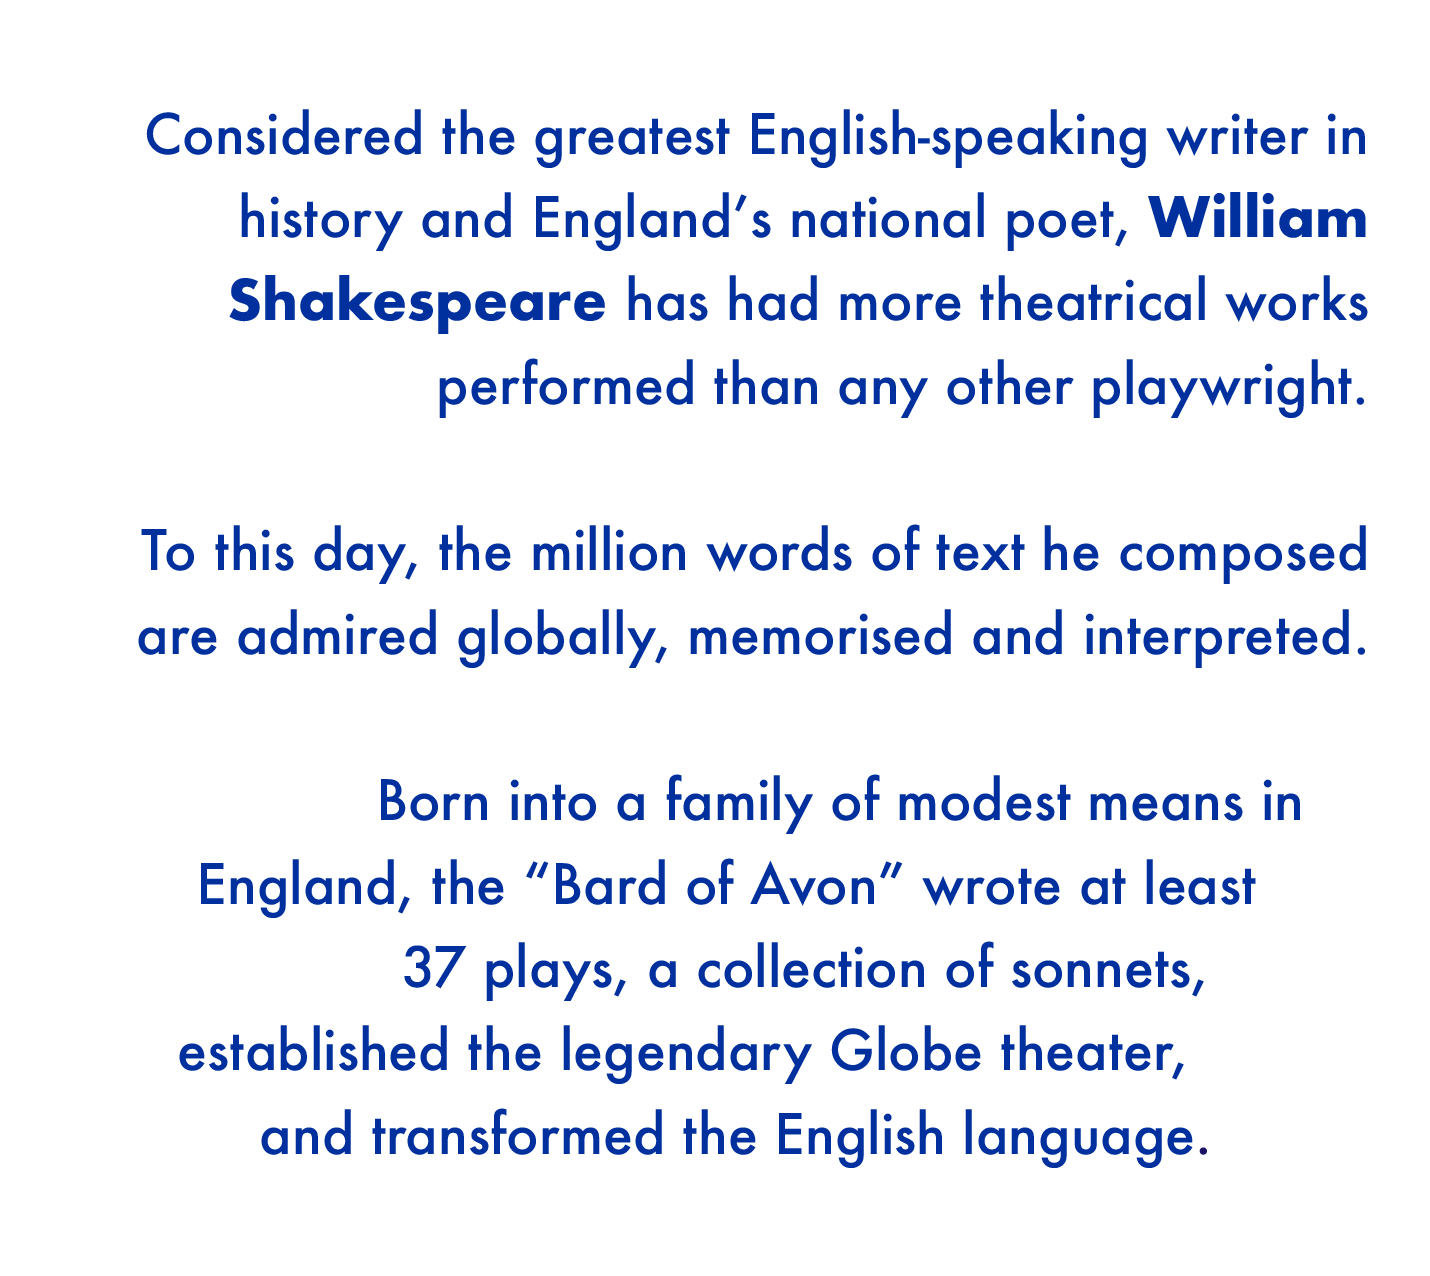 Considered the greatest English-speaking writer in
history and England’s national poet, William
Shakespeare has had more theatrical works
performed than any other playwright.
To this day, the million words of text he composed
are admired globally, memorised and interpreted.
Born into a family of modest means in
England, the “Bard of Avon” wrote at least
37 plays, a collection of sonnets,
established the legendary Globe theater,
and transformed the English language.